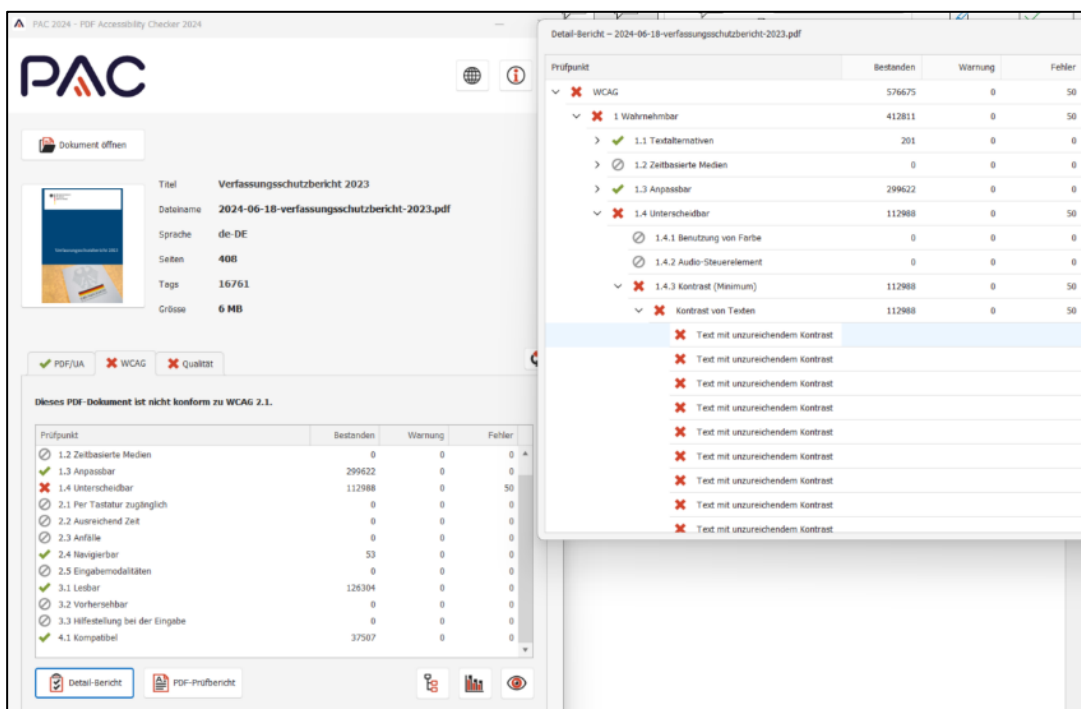 PAC 2024 - PDF Accessibility Checker 2024
PAC
Dokument öffnen
Titel Verfassungsschutzbericht 2023
Dateiname 2024-06-18-verfassungsschutzbericht-2023.pdf
Sprache de-DE
Seiten 408
Tags 16761
Grösse 6 MB
Verfassungsschutzbericht 2023
PDF/UA WCAG Qualität
Dieses PDF-Dokument ist nicht konform zu WCAG 2.1.
Prüfpunkt Bestanden Warnung Fehler
1.2 Zeitbasierte Medien 0 0 0
1.3 Anpassbar 299622 0 0
1.4 Unterscheidbar 112988 0 50
2.1 Per Tastatur zugänglich 0 0 0
2.2 Ausreichend Zeit 0 0 0
2.3 Anfälle 0 0 0
2.4 Navigierbar 53 0 0
2.5 Eingabemodalitäten 0 0 0
3.1 Lesbar 126304 0 0
3.2 Vorhersehbar 0 0 0
3.3 Hilfestellung bei der Eingabe 0 0 0
4.1 Kompatibel 37507 0 0
Detail-Bericht PDF-Prüfbericht
Detail-Bericht – 2024-06-18-verfassungsschutzbericht-2023.pdf
Prüfpunkt Bestanden Warnung Fehler
WCAG 576675 0 50
1 Wahrnehmbar 412811 0 50
1.1 Textalternativen 201 0 0
1.2 Zeitbasierte Medien 0 0 0
1.3 Anpassbar 299622 0 0
1.4 Unterscheidbar 112988 0 50
1.4.1 Benutzung von Farbe 0 0 0
1.4.2 Audio-Steuerelement 0 0 0
1.4.3 Kontrast (Minimum) 112988 0 50
Kontrast von Texten 112988 0 50
Text mit unzureichendem Kontrast
Text mit unzureichendem Kontrast
Text mit unzureichendem Kontrast
Text mit unzureichendem Kontrast
Text mit unzureichendem Kontrast
Text mit unzureichendem Kontrast
Text mit unzureichendem Kontrast
Text mit unzureichendem Kontrast
Text mit unzureichendem Kontrast